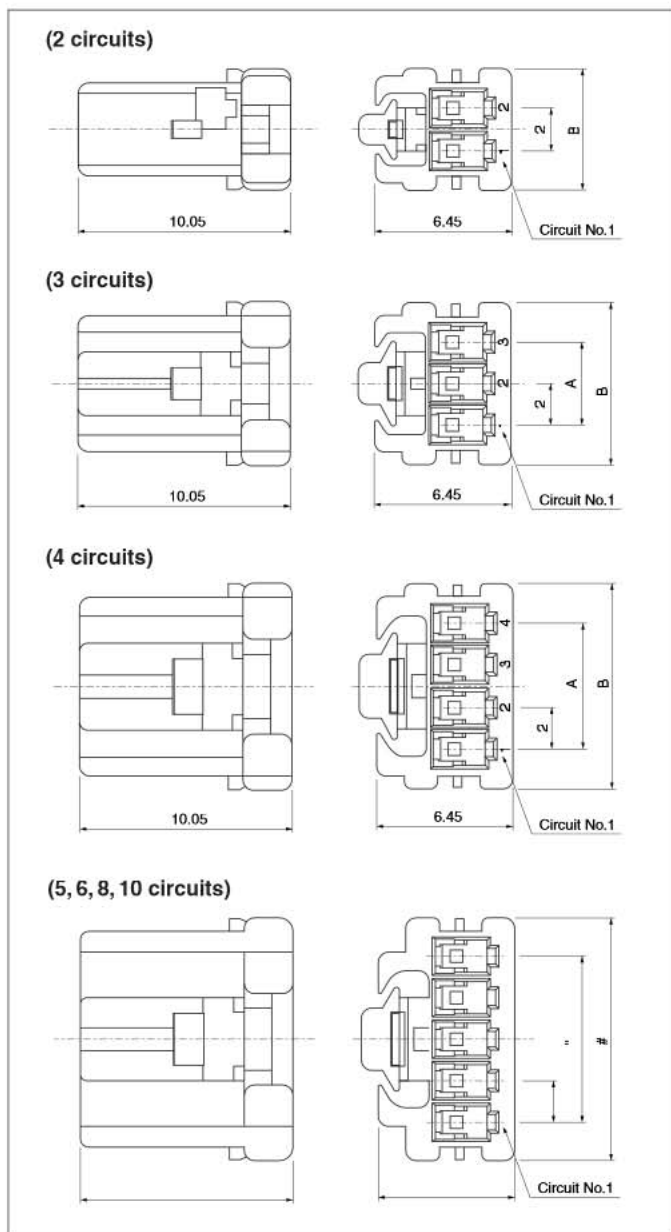 (2 circuits)
2
1
2
B
10.05
6.45
Circuit No.1
(3 circuits)
3
2
2
A
B
10.05
6.45
Circuit No.1
(4 circuits)
4
3
2
1
2
A
B
10.05
6.45
Circuit No.1
(5, 6, 8, 10 circuits)
"
#
Circuit No.1